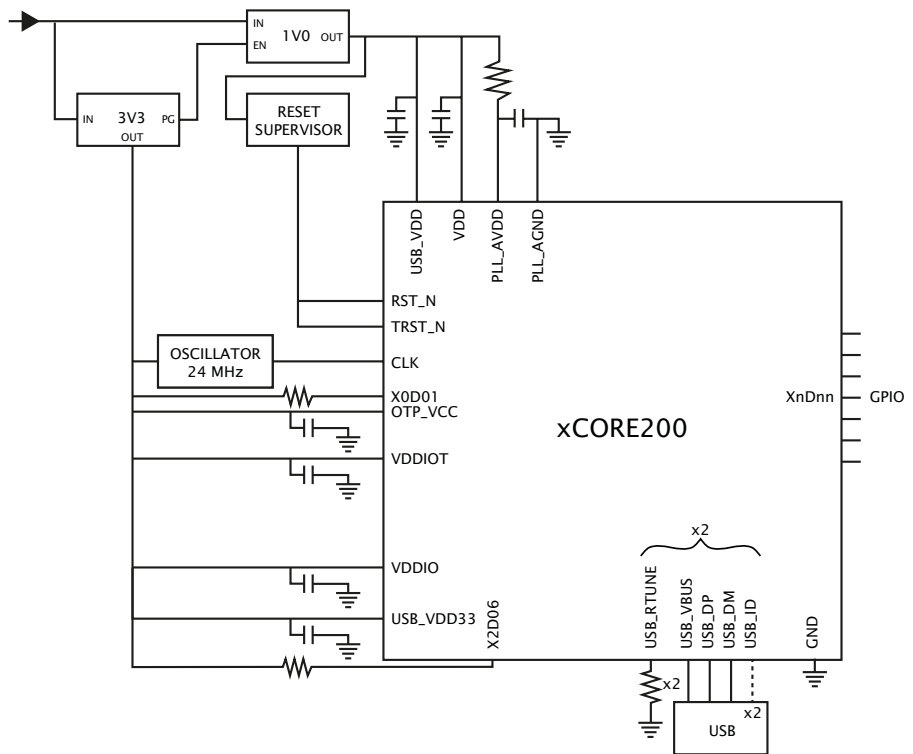 IN
1V0
OUT
EN
IN
3V3
PG
OUT
RESET
SUPERVISOR
USB_VDD
VDD
PLL_AVDD
PLL_AGND
RST_N
TRST_N
OSCILLATOR
24 MHz
CLK
X0D01
OTP_VCC
XnDnn
GPIO
xCORE200
VDDIOT
x2
VDDIO
USB_VDD33
X2D06
USB_RTUNE
USB_VBUS
USB_DP
USB_DM
USB_ID
GND
x2
x2
USB